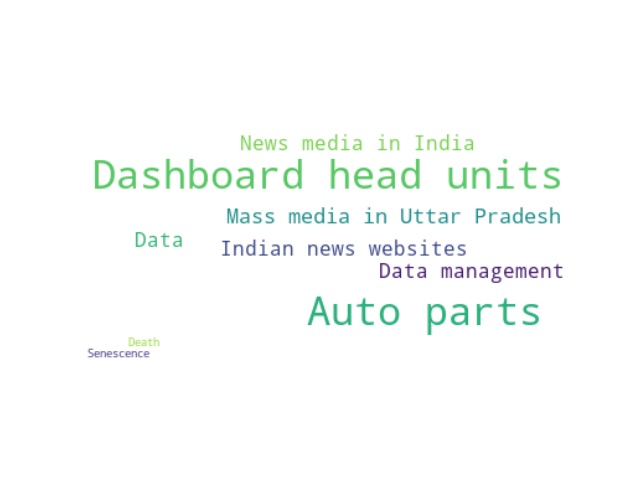 News media in India
Dashboard head units
Mass media in Uttar Pradesh
Data
Indian news websites
Data management
Auto parts
Death
Senescence